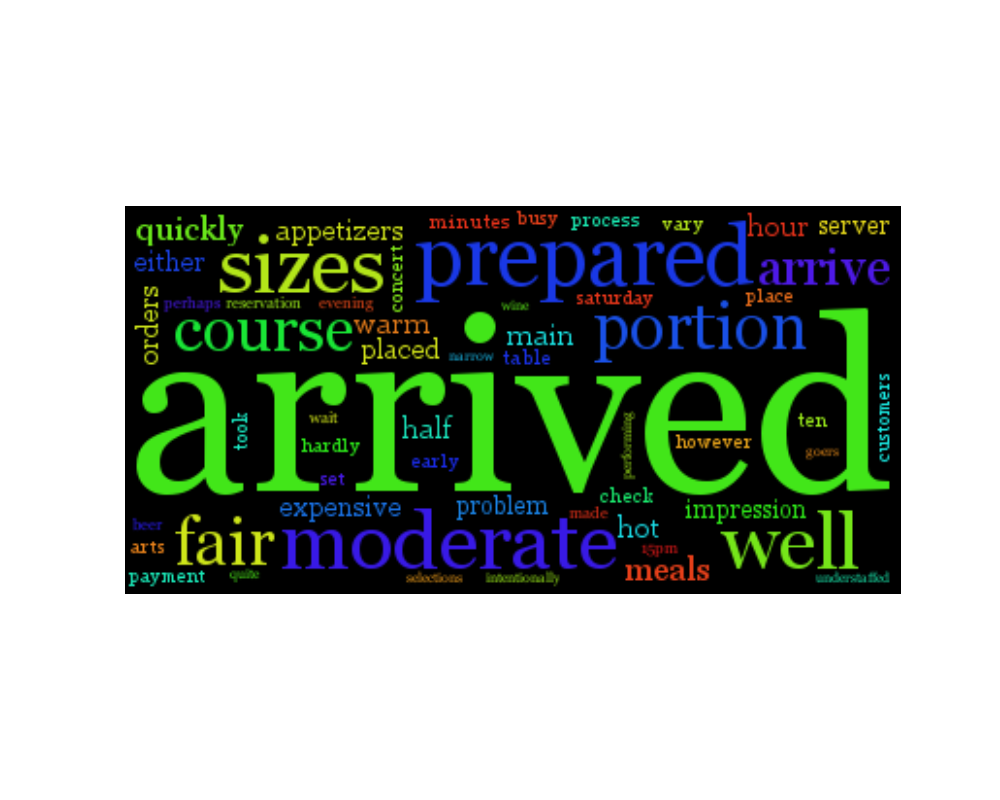 quickly
appetizers
minutes
busy
process
vary
hour
server
either
sizes
concert
prepared
arrive
orders
perhaps
reservation
evening
wine
saturday
place
course
warm
placed
narrow
main
table
portion
arrived
took
wait
hardly
set
half
early
performing
however
ten
goers
customers
beer
arts
payment
quite
fair
expensive
moderate
problem
made
check
hot
impression
15pm
meals
well
selections
intentionally
understaffed